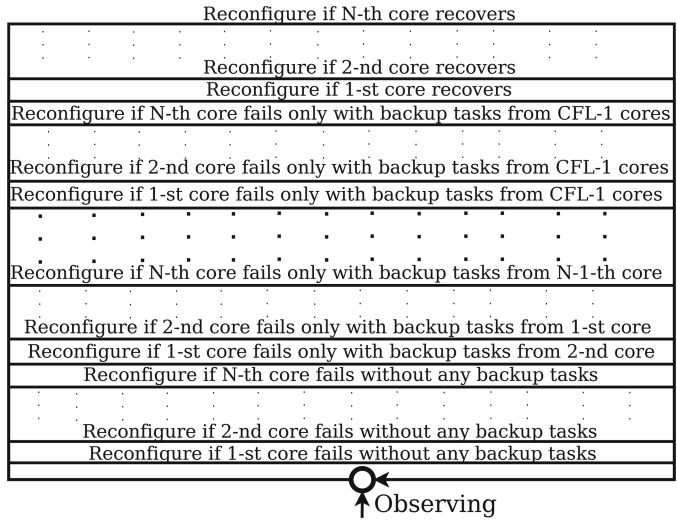 Reconfigure if N-th core recovers
Reconfigure if 2-nd core recovers
Reconfigure if 1-st core recovers
Reconfigure if N-th core fails only with backup tasks from CFL-1 cores
Reconfigure if 2-nd core fails only with backup tasks from CFL-1 cores
Reconfigure if 1-st core fails only with backup tasks from CFL-1 cores
Reconfigure if N-th core fails only with backup tasks from N-1-th core
Reconfigure if 2-nd core fails only with backup tasks from 1-st core
Reconfigure if 1-st core fails only with backup tasks from 2-nd core
Reconfigure if N-th core fails without any backup tasks
Reconfigure if 2-nd core fails without any backup tasks
Reconfigure if 1-st core fails without any backup tasks
Observing